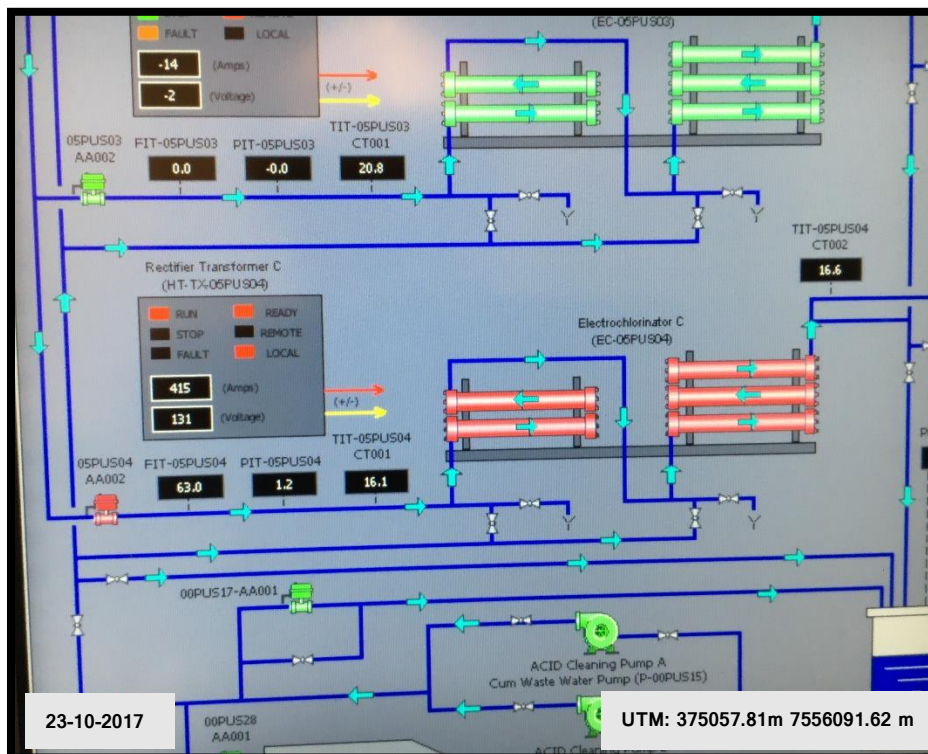 (EC-05PUS03)
FAULT LOCAL
-14 (Amps)
-2 (Voltage)
(+/-)
05PUS03
AA002
FIT-05PUS03
0.0
PIT-05PUS03
-0.0
TIT-05PUS03
CT001
20.8
TIT-05PUS04
CT002
16.6
Rectifier Transformer C
(HT-TX-05PUS04)
RUN READY
STOP REMOTE
FAULT LOCAL
415 (Amps)
131 (Voltage)
(+/-)
Electrochlorinator C
(EC-05PUS04)
05PUS04
AA002
FIT-05PUS04
63.0
PIT-05PUS04
1.2
TIT-05PUS04
CT001
16.1
00PUS17-AA001
ACID Cleaning Pump A
Cum Waste Water Pump (P-00PUS15)
00PUS28
AA001
23-10-2017
UTM: 375057.81m 7556091.62 m